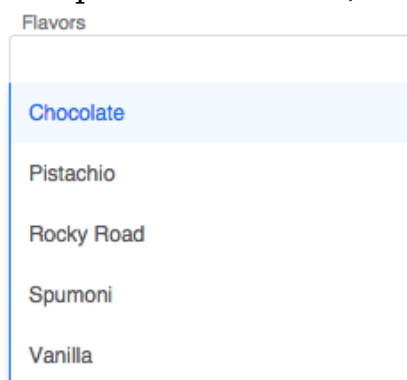 Flavors
Chocolate
Pistachio
Rocky Road
Spumoni
Vanilla